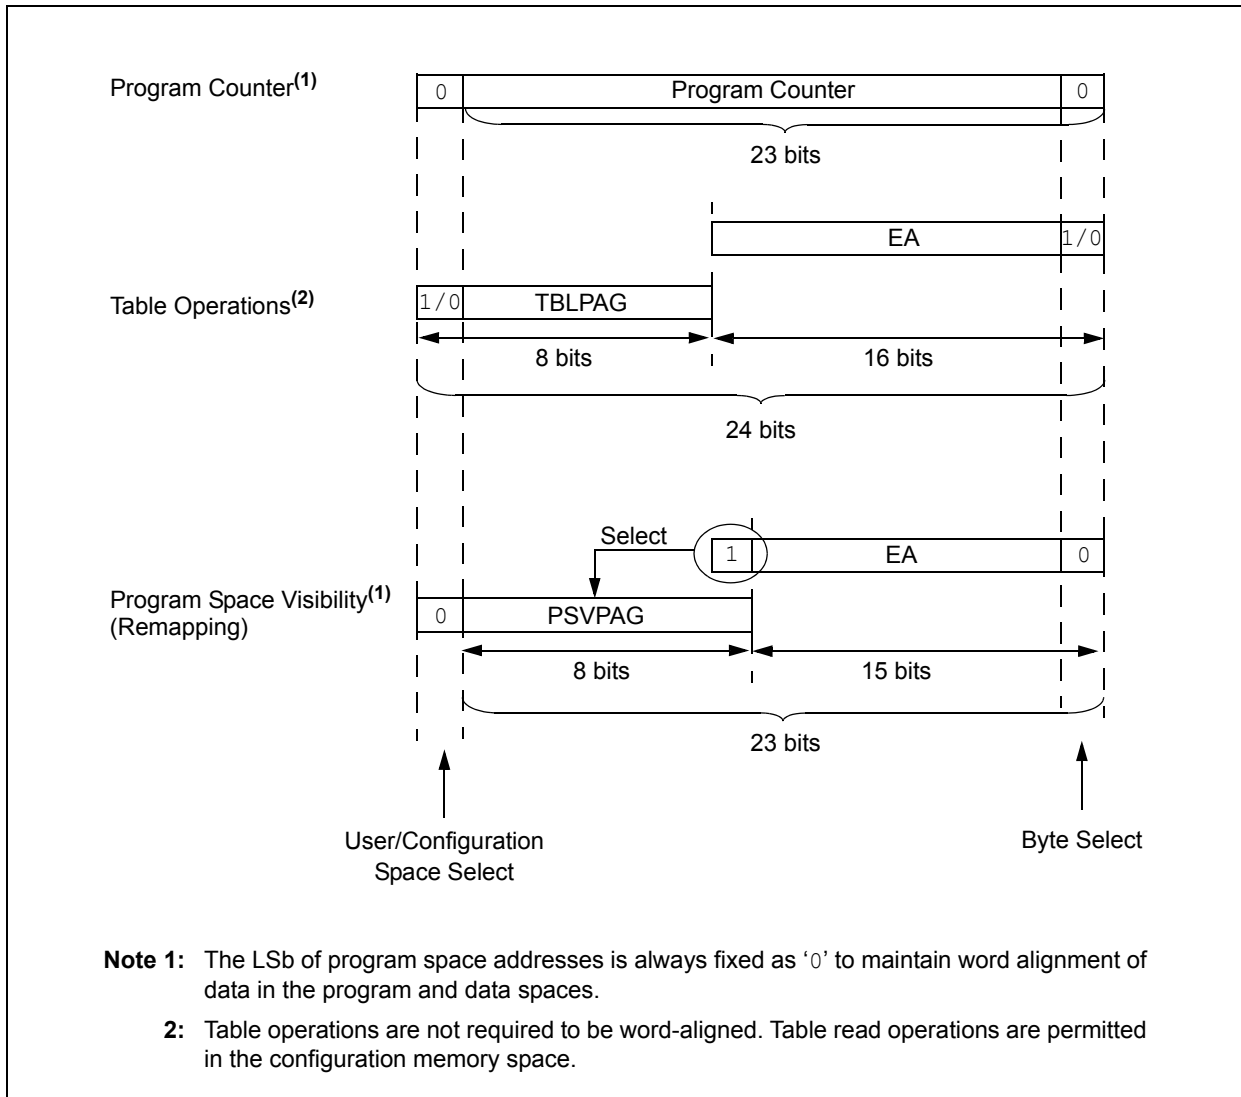 Program Counter(1)
0 Program Counter 0
23 bits
EA 1/0
Table Operations(2)
1/0 TBLPAG
8 bits 16 bits
24 bits
Select
1 EA 0
Program Space Visibility(1)
(Remapping)
0 PSVPAG
8 bits 15 bits
23 bits
User/Configuration
Space Select
Byte Select
Note 1: The LSb of program space addresses is always fixed as ‘0’ to maintain word alignment of
data in the program and data spaces.
2: Table operations are not required to be word-aligned. Table read operations are permitted
in the configuration memory space.